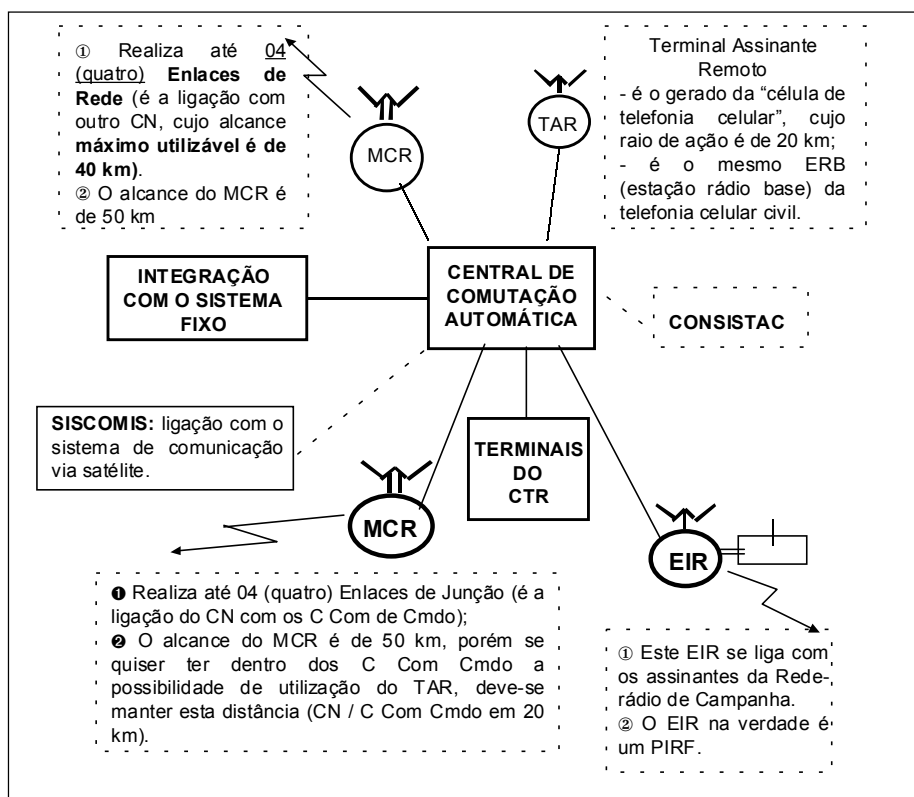 ① Realiza até 04
(quatro) Enlaces de
Rede (é a ligação com
outro CN, cujo alcance
máximo utilizável é de
40 km).
② O alcance do MCR é
de 50 km
MCR
TAR
Terminal Assinante
Remoto
- é o gerado da “célula de
telefonia celular”, cujo
raio de ação é de 20 km;
- é o mesmo ERB
(estação rádio base) da
telefonia celular civil.
INTEGRAÇÃO
COM O SISTEMA
FIXO
CENTRAL DE
COMUTAÇÃO
AUTOMÁTICA
CONSISTAC
SISCOMIS: ligação com o
sistema de comunicação
via satélite.
TERMINAIS
DO
CTR
MCR
EIR
❶ Realiza até 04 (quatro) Enlaces de Junção (é a
ligação do CN com os C Com de Cmdo);
❷ O alcance do MCR é de 50 km, porém se
quiser ter dentro dos C Com Cmdo a
possibilidade de utilização do TAR, deve-se
manter esta distância (CN / C Com Cmdo em 20
km).
① Este EIR se liga com
os assinantes da Rede-
rádio de Campanha.
② O EIR na verdade é
um PIRF.